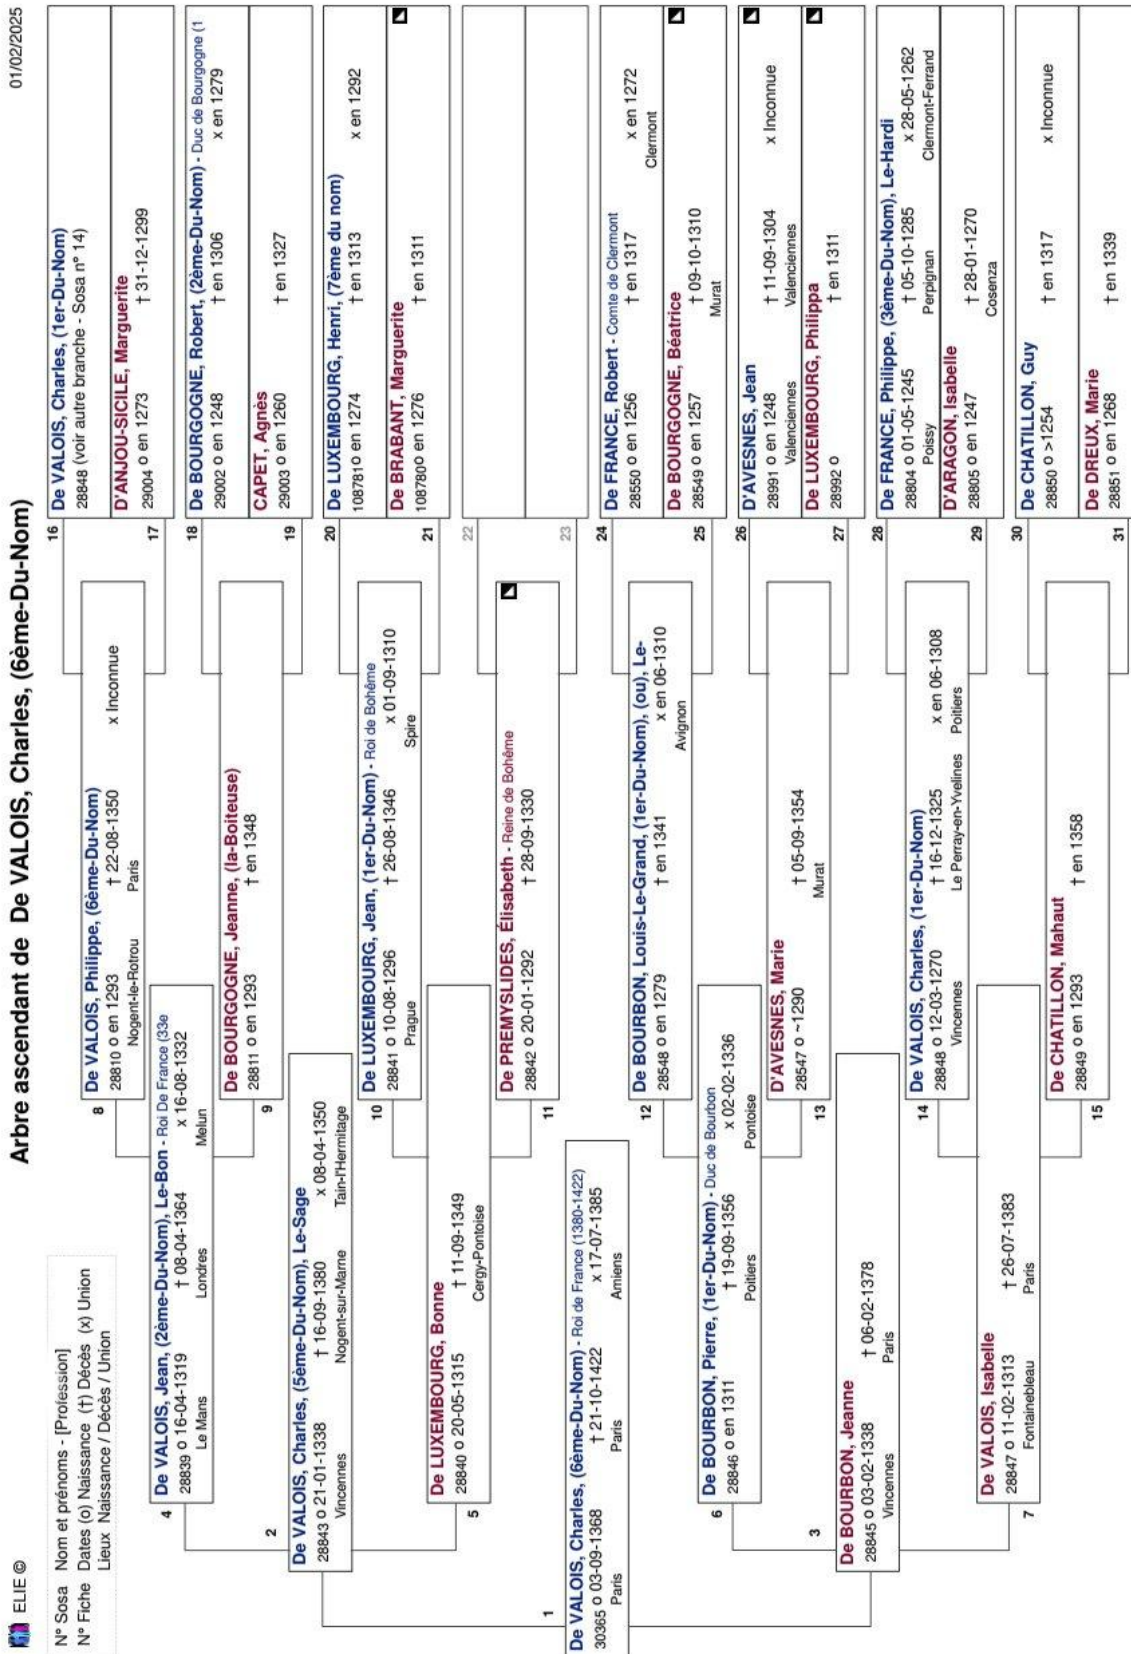 ELIE ©
Arbre ascendant de De VALOIS, Charles, (6ème-Du-Nom)
01/02/2025
N° Sosa Nom et prénoms - [Profession]
N° Fiche Dates (o) Naissance (†) Décès (x) Union
Lieux Naissance / Décès / Union
1
De VALOIS, Charles, (6ème-Du-Nom) - Roi de France (1380-1422)
30365 o 03-09-1368 † 21-10-1422 x 17-07-1385
Paris Paris Amiens
2
De VALOIS, Charles, (5ème-Du-Nom), Le-Sage
28843 o 21-01-1338 † 16-09-1380 x 08-04-1350
Vincennes Nogent-sur-Marne Tain-l'Hermitage
3
De BOURBON, Jeanne
28845 o 03-02-1338 † 06-02-1378
Vincennes Paris
4
De VALOIS, Jean, (2ème-Du-Nom), Le-Bon - Roi De France (33e
28839 o 16-04-1319 † 08-04-1364 x 16-08-1332
Le Mans Londres Melun
5
De LUXEMBOURG, Bonne
28840 o 20-05-1315 † 11-09-1349
Cergy-Pontoise
6
De BOURBON, Pierre, (1er-Du-Nom) - Duc de Bourbon
28846 o en 1311 † 19-09-1356 x 02-02-1336
Poitiers Pontoise
7
De VALOIS, Isabelle
28847 o 11-02-1313 † 26-07-1383
Fontainebleau Paris
8
De VALOIS, Philippe, (6ème-Du-Nom)
28810 o en 1293 † 22-08-1350 x Inconnue
Nogent-le-Rotrou Paris
9
De BOURGOGNE, Jeanne, (la-Boiteuse)
28811 o en 1293 † en 1348
10
De LUXEMBOURG, Jean, (1er-Du-Nom) - Roi de Bohême
28841 o 10-08-1296 † 26-08-1346 x 01-09-1310
Prague Spire
11
De PREMYSLIDES, Élisabeth - Reine de Bohême
28842 o 20-01-1292 † 28-09-1330
12
De BOURBON, Louis-Le-Grand, (1er-Du-Nom), (ou), Le-
28548 o en 1279 † en 1341 x en 06-1310
Avignon
13
D'AVESNES, Marie
28547 o ~1290 † 05-09-1354
Murat
14
De VALOIS, Charles, (1er-Du-Nom)
28848 o 12-03-1270 † 16-12-1325 x en 06-1308
Vincennes Le Perray-en-Yvelines Poitiers
15
De CHATILLON, Mahaut
28849 o en 1293 † en 1358
16
De VALOIS, Charles, (1er-Du-Nom)
28848 (voir autre branche - Sosa n° 14)
17
D'ANJOU-SICILE, Marguerite
29004 o en 1273 † 31-12-1299
18
De BOURGOGNE, Robert, (2ème-Du-Nom) - Duc de Bourgogne (1
29002 o en 1248 † en 1306 x en 1279
19
CAPET, Agnès
29003 o en 1260 † en 1327
20
De LUXEMBOURG, Henri, (7ème du nom)
108781 o en 1274 † en 1313 x en 1292
21
De BRABANT, Marguerite
108780 o en 1276 † en 1311
22
23
24
De FRANCE, Robert - Comte de Clermont
28550 o en 1256 † en 1317 x en 1272
Clermont
25
De BOURGOGNE, Béatrice
28549 o en 1257 † 09-10-1310
Murat
26
D'AVESNES, Jean
28991 o en 1248 † 11-09-1304 x Inconnue
Valenciennes Valenciennes
27
De LUXEMBOURG, Philippa
28992 o † en 1311
28
De FRANCE, Philippe, (3ème-Du-Nom), Le-Hardi
28804 o 01-05-1245 † 05-10-1285 x 28-05-1262
Poissy Perpignan Clermont-Ferrand
29
D'ARAGON, Isabelle
28805 o en 1247 † 28-01-1270
Cosenza
30
De CHATILLON, Guy
28850 o >1254 † en 1317 x Inconnue
31
De DREUX, Marie
28851 o en 1268 † en 1339